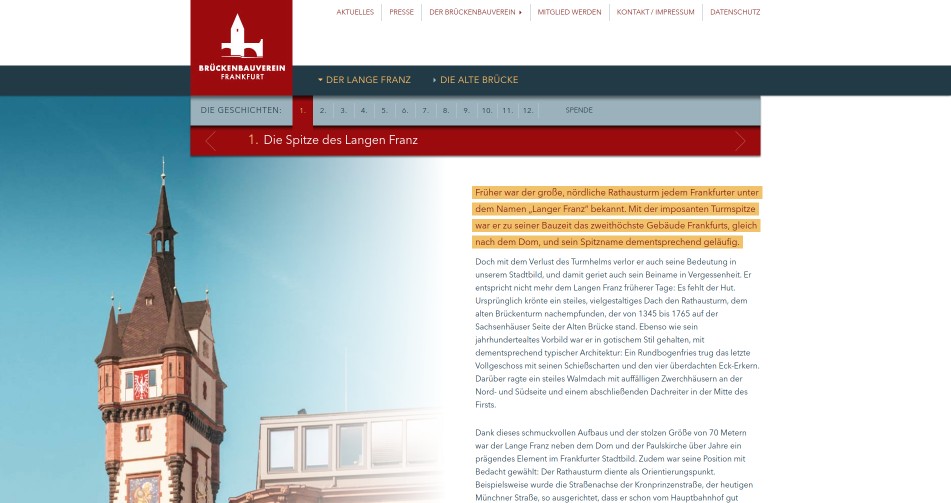 AKTUELLES
PRESSE
DER BRÜCKENBAUVEREIN
MITGLIED WERDEN
KONTAKT / IMPRESSUM
DATENSCHUTZ
BRÜCKENBAUVEREIN
FRANKFURT
DER LANGE FRANZ
DIE ALTE BRÜCKE
DIE GESCHICHTEN:
1.
2.
3.
4.
5.
6.
7.
8.
9.
10.
11.
12.
SPENDE
1. Die Spitze des Langen Franz
Früher war der große, nördliche Rathausturm jedem Frankfurter unter
dem Namen „Langer Franz“ bekannt. Mit der imposanten Turmspitze
war er zu seiner Bauzeit das zweithöchste Gebäude Frankfurts, gleich
nach dem Dom, und sein Spitzname dementsprechend geläufig.
Doch mit dem Verlust des Turmhelms verlor er auch seine Bedeutung in
unserem Stadtbild, und damit geriet auch sein Beiname in Vergessenheit. Er
entspricht nicht mehr dem Langen Franz früherer Tage: Es fehlt der Hut.
Ursprünglich krönte ein steiles, vielgestaltiges Dach den Rathausturm, dem
alten Brückenturm nachempfunden, der von 1345 bis 1765 auf der
Sachsenhäuser Seite der Alten Brücke stand. Ebenso wie sein
jahrhundertealtes Vorbild war er in gotischem Stil gehalten, mit
dementsprechend typischer Architektur: Ein Rundbogenfries trug das letzte
Vollgeschoss mit seinen Schießscharten und den vier überdachten Eck-Erkern.
Darüber ragte ein steiles Walmdach mit auffälligen Zwerchhäusern an der
Nord- und Südseite und einem abschließenden Dachreiter in der Mitte des
Firsts.
Dank dieses schmuckvollen Aufbaus und der stolzen Größe von 70 Metern
war der Lange Franz neben dem Dom und der Paulskirche über Jahre ein
prägendes Element im Frankfurter Stadtbild. Zudem war seine Position mit
Bedacht gewählt: Der Rathausturm diente als Orientierungspunkt.
Beispielsweise wurde die Straßenachse der Kronprinzenstraße, der heutigen
Münchner Straße, so ausgerichtet, dass er schon vom Hauptbahnhof gut